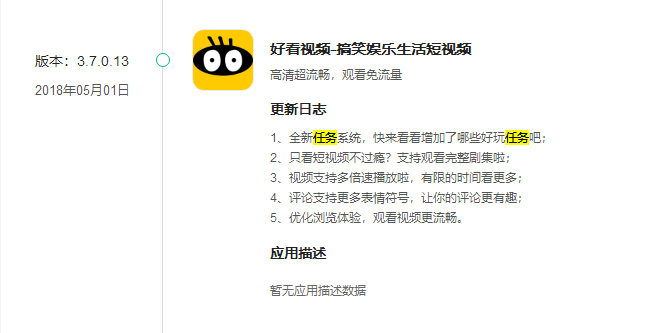 版本：3.7.0.13
2018年05月01日
好看视频-搞笑娱乐生活短视频
高清超流畅，观看免流量
更新日志
1、全新任务系统，快来看看增加了哪些好玩任务吧；
2、只看短视频不过瘾？支持观看完整剧集啦；
3、视频支持多倍速播放啦，有限的时间看更多；
4、评论支持更多表情符号，让你的评论更有趣；
5、优化浏览体验，观看视频更流畅。
应用描述
暂无应用描述数据